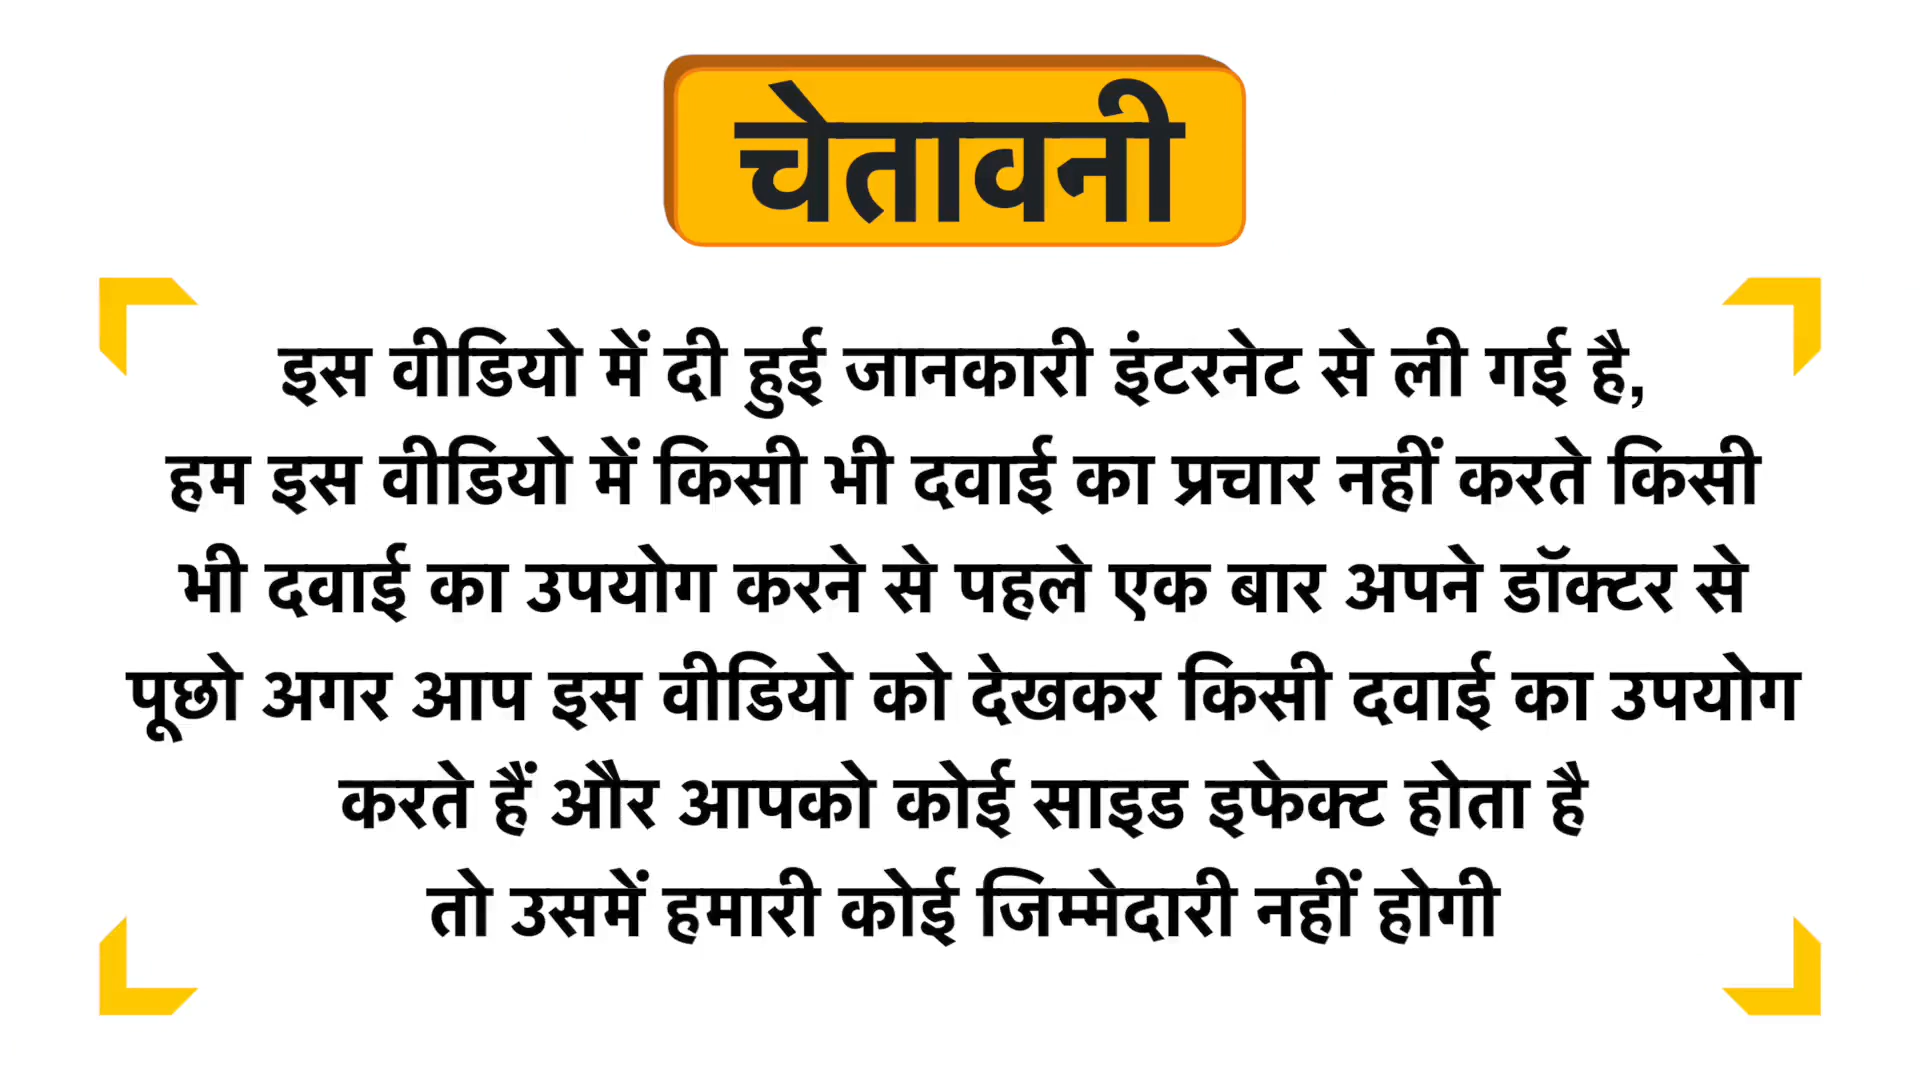 चेतावनी
इस वीडियो में दी हुई जानकारी इंटरनेट से ली गई है,
हम इस वीडियो में किसी भी दवाई का प्रचार नहीं करते किसी
भी दवाई का उपयोग करने से पहले एक बार अपने डॉक्टर से
पूछो अगर आप इस वीडियो को देखकर किसी दवाई का उपयोग
करते हैं और आपको कोई साइड इफेक्ट होता है
तो उसमें हमारी कोई जिम्मेदारी नहीं होगी